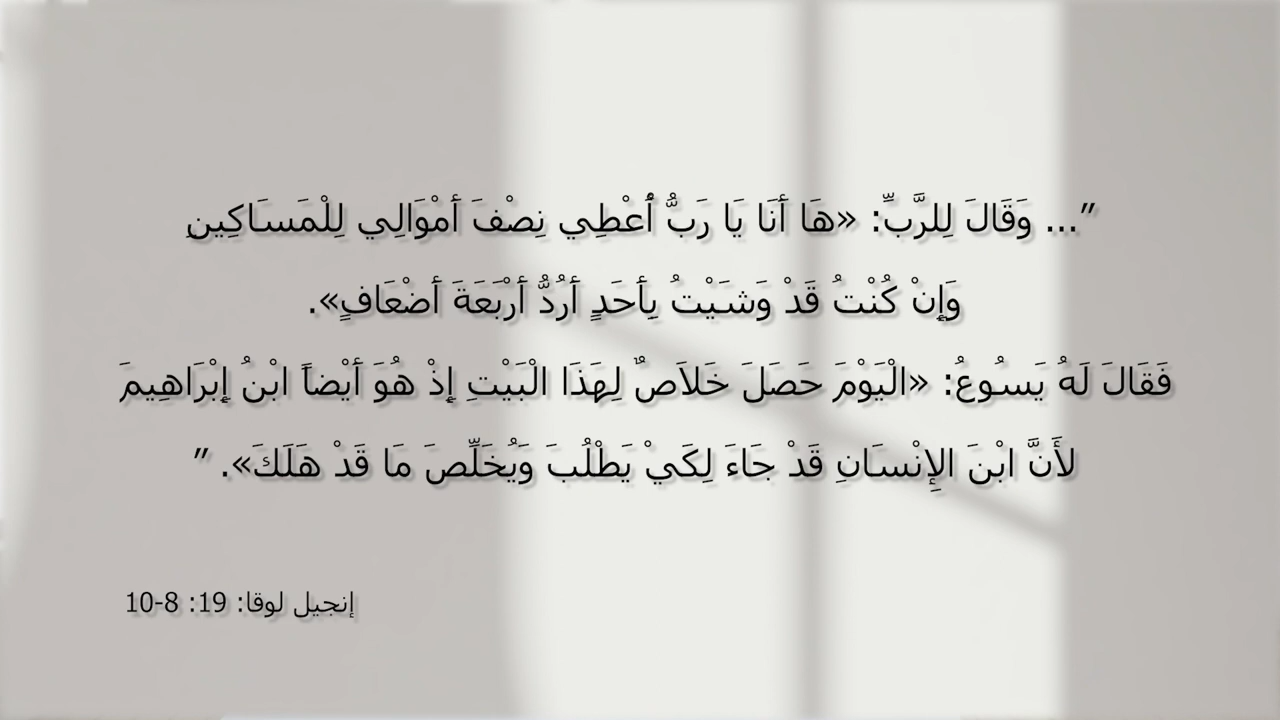 ”... وَقَالَ لِلرَّبِّ: «هَا أَنَا يَا رَبُّ أُعْطِي نِصْفَ أَمْوَالِي لِلْمَسَاكِينِ
وَإِنْ كُنْتُ قَدْ وَشَيْتُ بِأَحَدٍ أَرُدُّ أَرْبَعَةَ أَضْعَافٍ».
فَقَالَ لَهُ يَسُوعُ: «الْيَوْمَ حَصَلَ خَلاَصٌ لِهَذَا الْبَيْتِ إِذْ هُوَ أَيْضاً ابْنُ إِبْرَاهِيمَ
لأَنَّ ابْنَ الإِنْسَانِ قَدْ جَاءَ لِكَيْ يَطْلُبَ وَيُخَلِّصَ مَا قَدْ هَلَكَ». ”
إنجيل لوقا: 19: 8-10